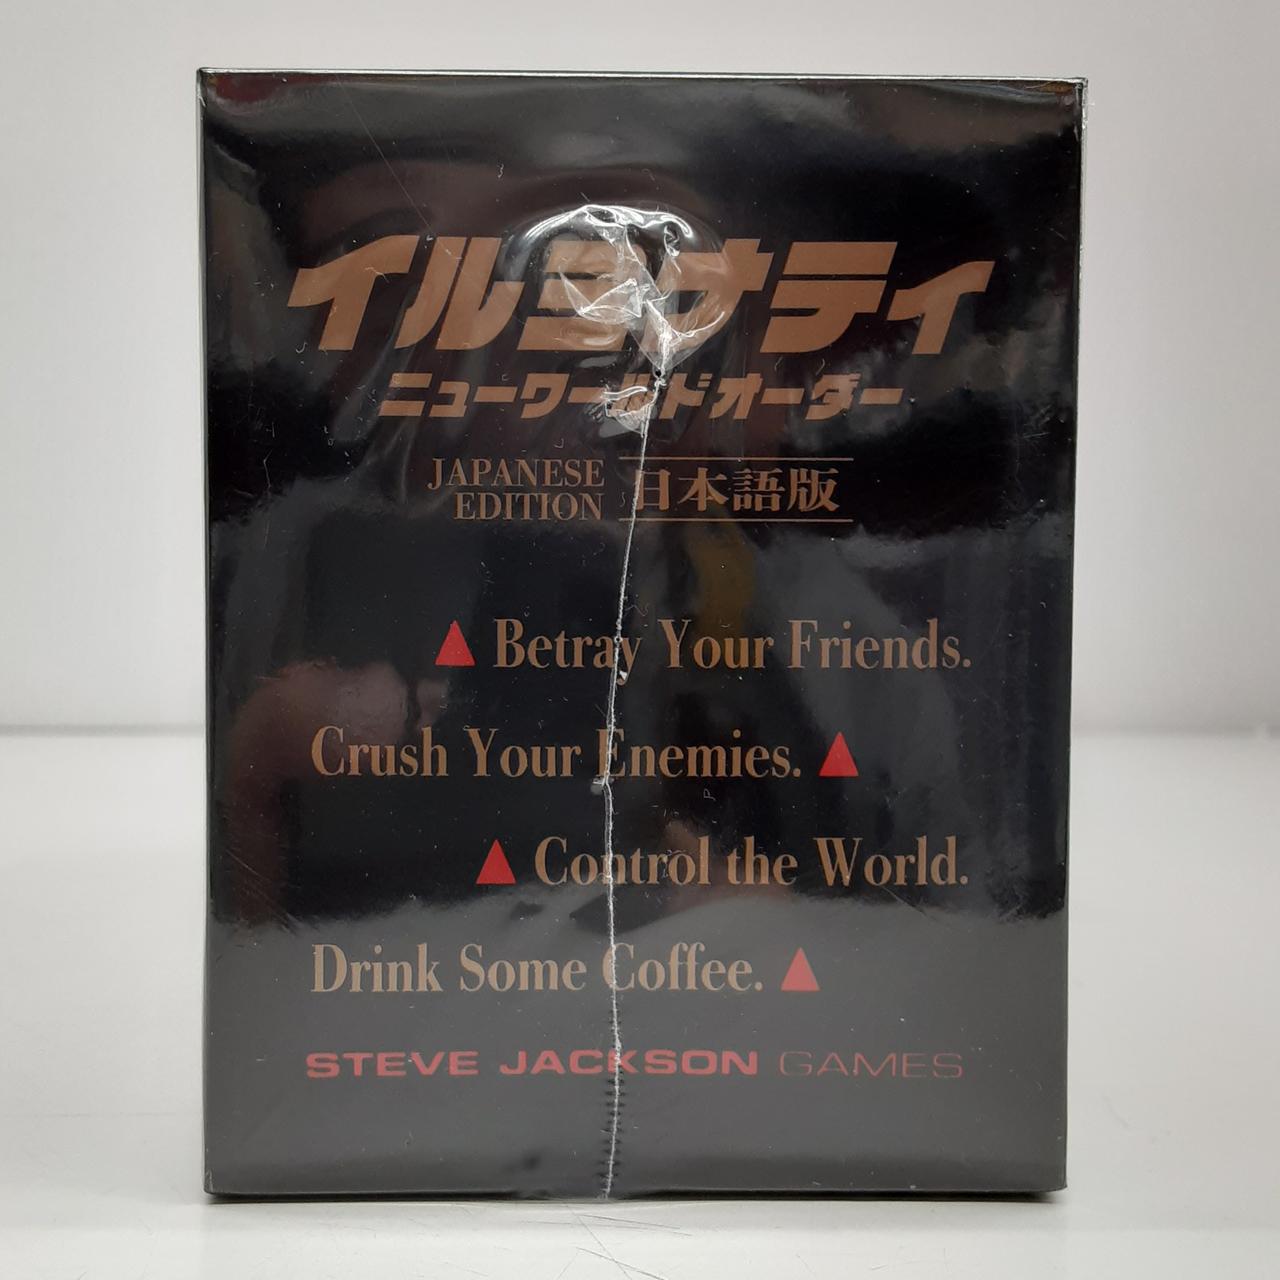 イルミナティ
ニューワールドオーダー
JAPANESE
EDITION
日本語版
▲ Betray Your Friends.
Crush Your Enemies. ▲
▲ Control the World.
Drink Some Coffee. ▲
STEVE JACKSON GAMES